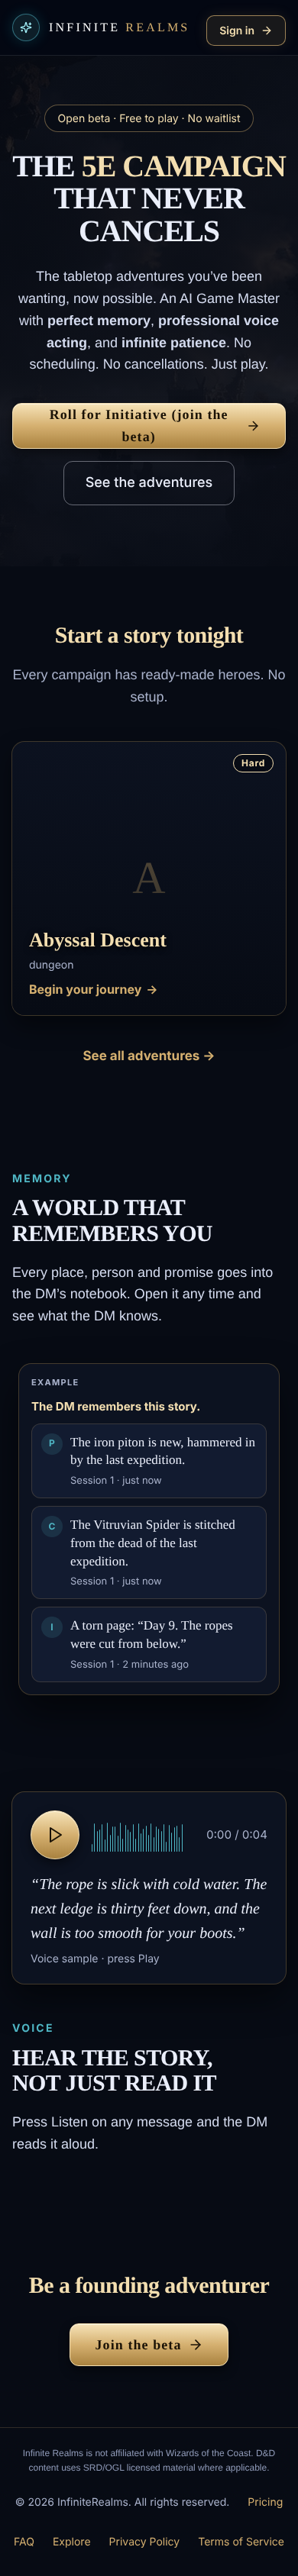 INFINITE REALMS
Sign in →
Open beta · Free to play · No waitlist
THE 5E CAMPAIGN
THAT NEVER
CANCELS
The tabletop adventures you’ve been
wanting, now possible. An AI Game Master
with perfect memory, professional voice
acting, and infinite patience. No
scheduling. No cancellations. Just play.
Roll for Initiative (join the
beta) →
See the adventures
Start a story tonight
Every campaign has ready-made heroes. No
setup.
Hard
A
Abyssal Descent
dungeon
Begin your journey →
See all adventures →
MEMORY
A WORLD THAT
REMEMBERS YOU
Every place, person and promise goes into
the DM’s notebook. Open it any time and
see what the DM knows.
EXAMPLE
The DM remembers this story.
P
The iron piton is new, hammered in
by the last expedition.
Session 1 · just now
C
The Vitruvian Spider is stitched
from the dead of the last
expedition.
Session 1 · just now
I
A torn page: “Day 9. The ropes
were cut from below.”
Session 1 · 2 minutes ago
0:00 / 0:04
“The rope is slick with cold water. The
next ledge is thirty feet down, and the
wall is too smooth for your boots.”
Voice sample · press Play
VOICE
HEAR THE STORY,
NOT JUST READ IT
Press Listen on any message and the DM
reads it aloud.
Be a founding adventurer
Join the beta →
Infinite Realms is not affiliated with Wizards of the Coast. D&D
content uses SRD/OGL licensed material where applicable.
© 2026 InfiniteRealms. All rights reserved. Pricing
FAQ Explore Privacy Policy Terms of Service